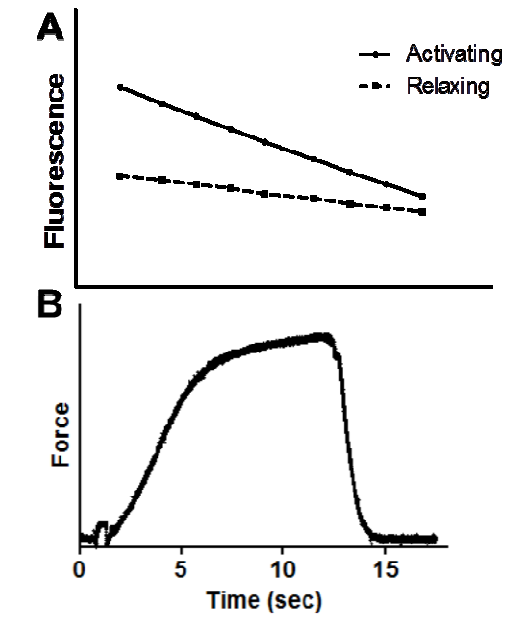 A
Activating
Relaxing
Fluorescence
B
Force
0 5 10 15
Time (sec)